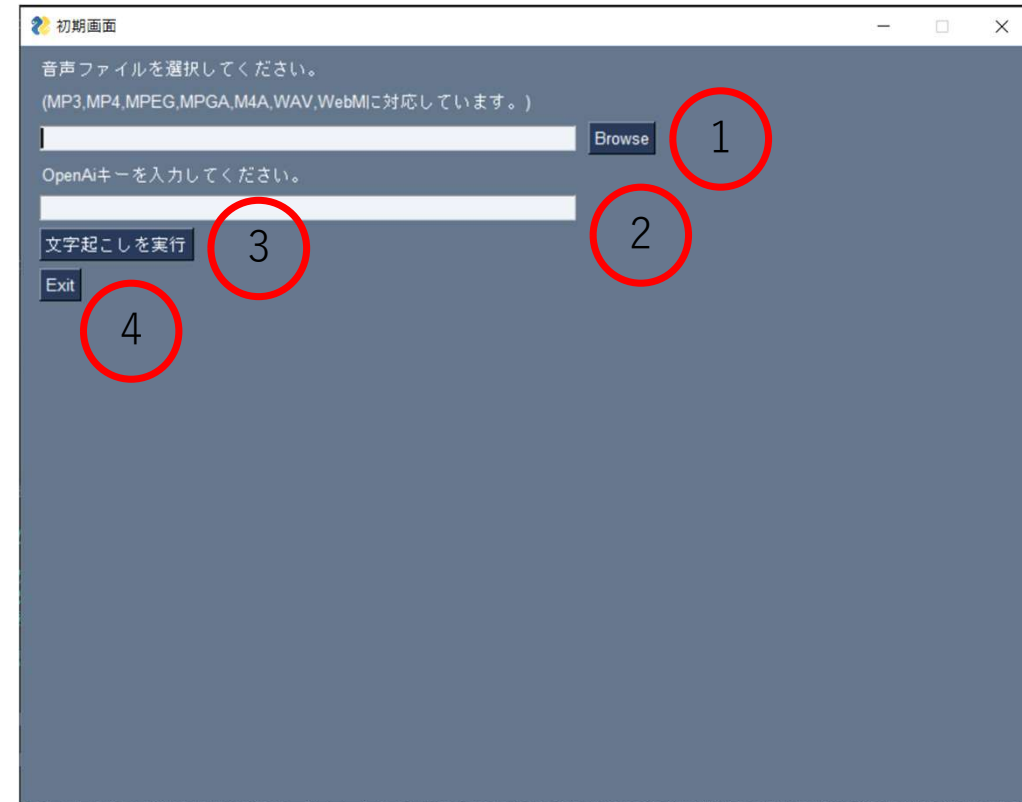 初期画面
音声ファイルを選択してください。
(MP3,MP4,MPEG,MPGA,M4A,WAV,WebMに対応しています。)
Browse
1
OpenAiキーを入力してください。
2
文字起こしを実行
3
Exit
4